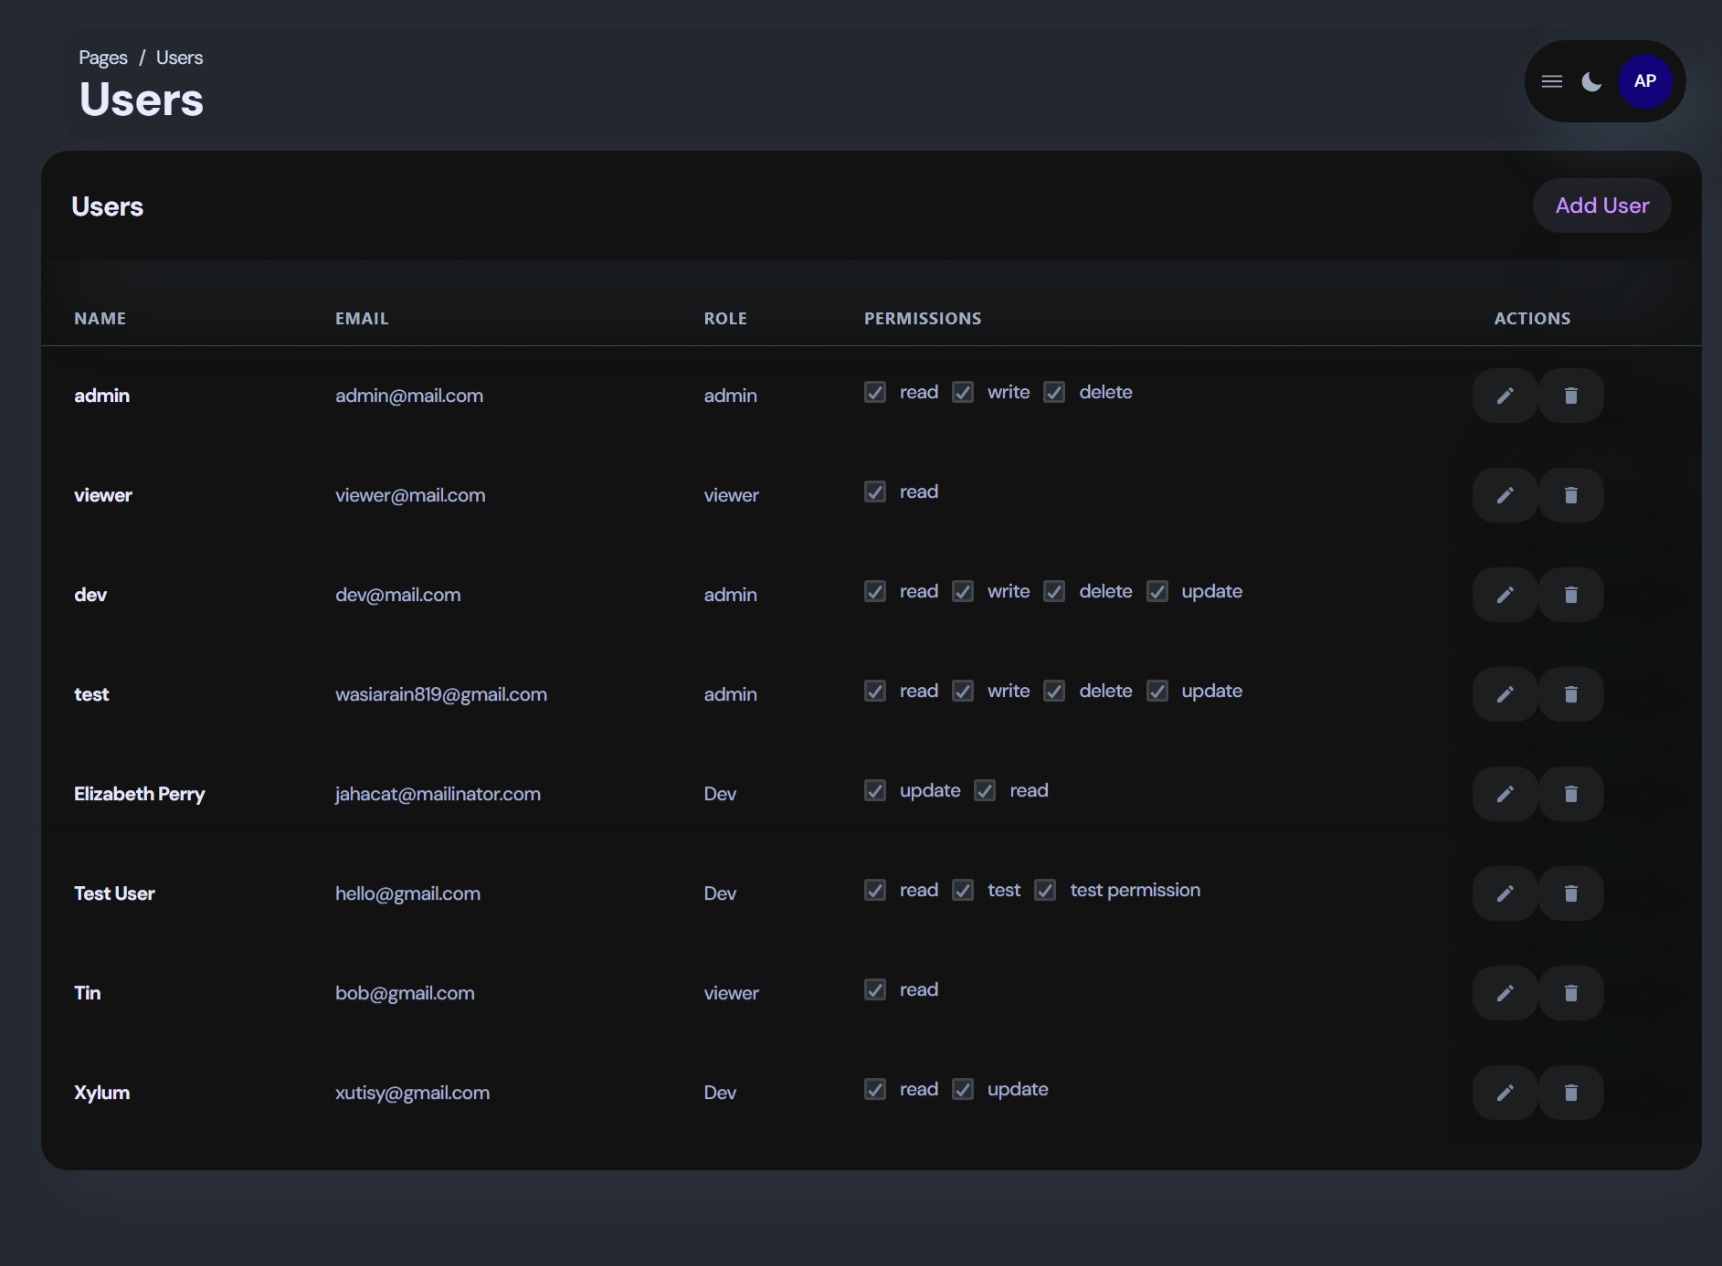 Pages / Users
Users
AP
Users
Add User
NAME EMAIL ROLE PERMISSIONS ACTIONS
admin admin@mail.com admin read write delete
viewer viewer@mail.com viewer read
dev dev@mail.com admin read write delete update
test wasiarain819@gmail.com admin read write delete update
Elizabeth Perry jahacat@mailinator.com Dev update read
Test User hello@gmail.com Dev read test test permission
Tin bob@gmail.com viewer read
Xylum xutisy@gmail.com Dev read update